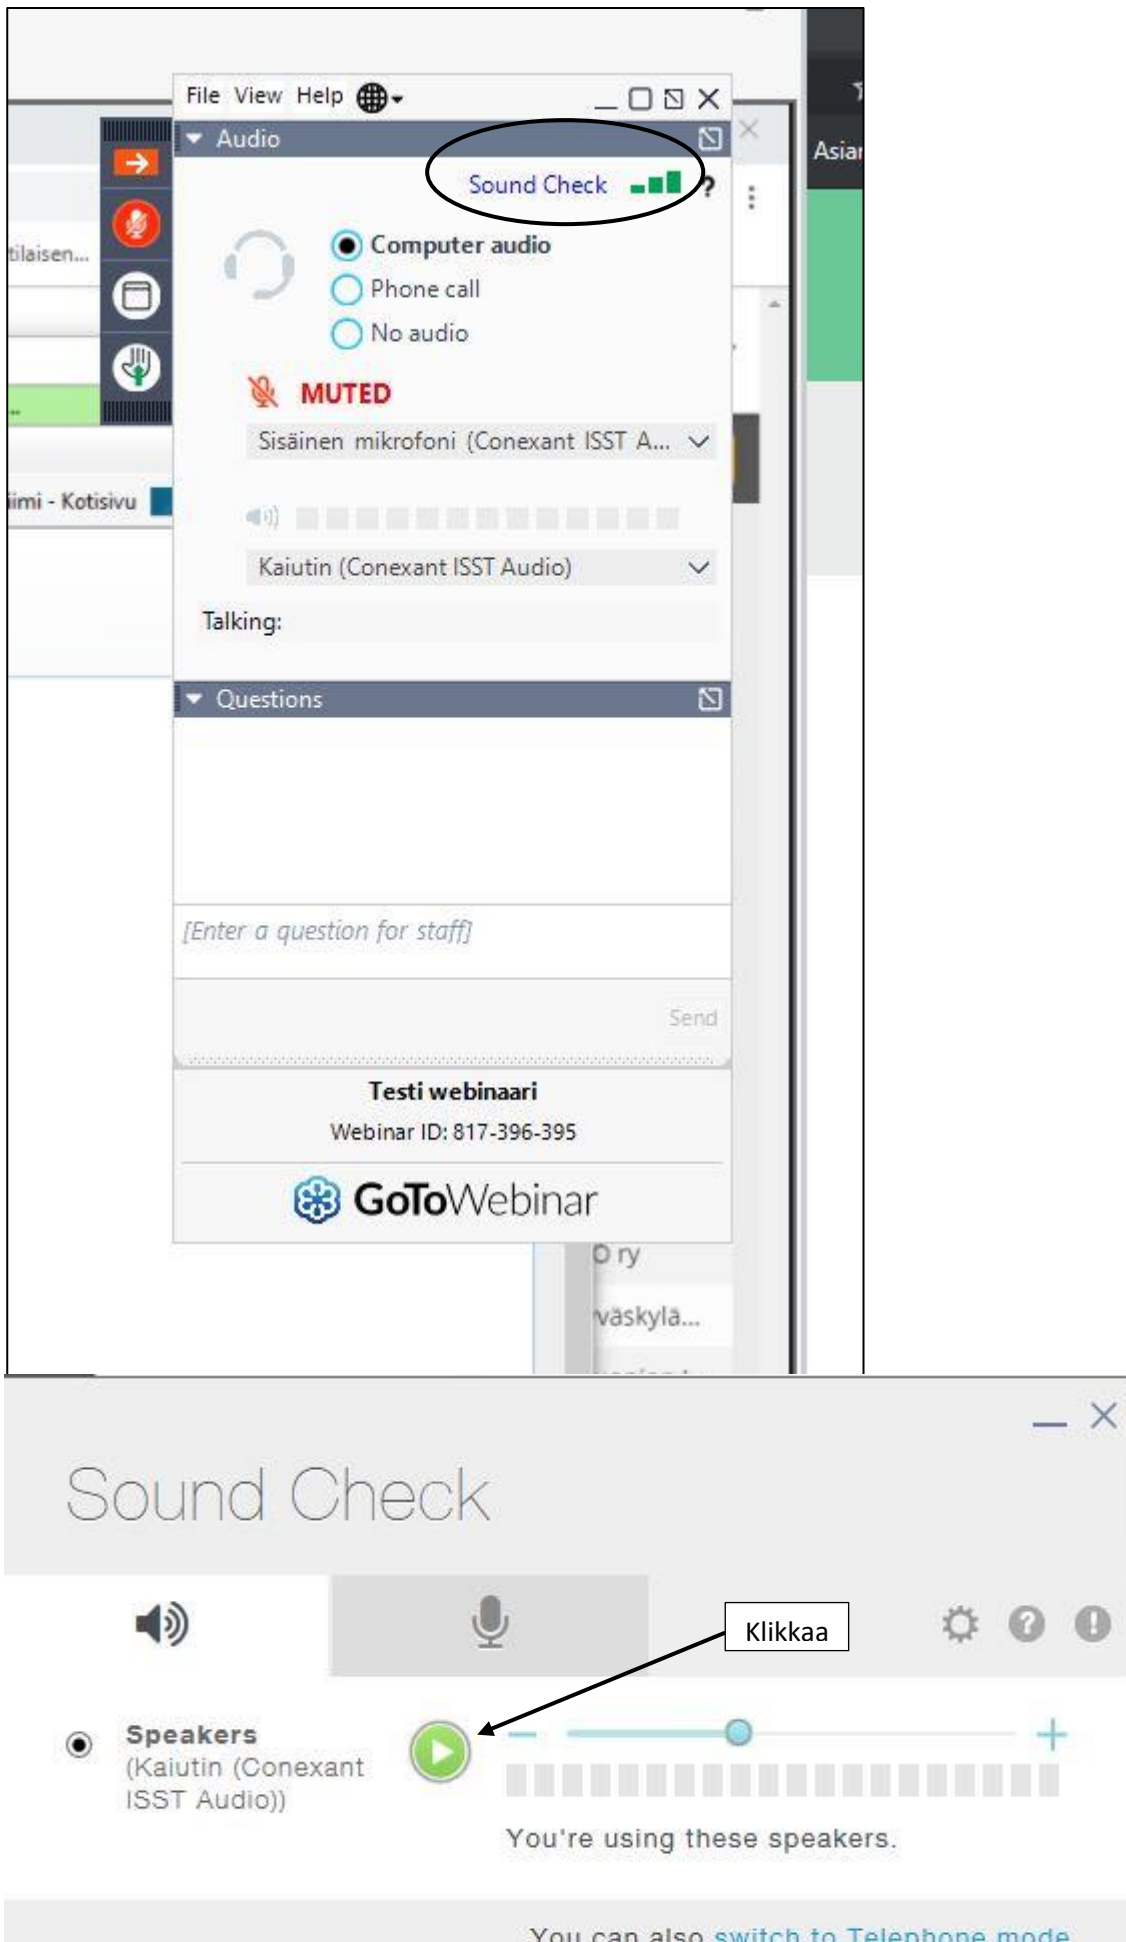 File View Help
Audio
Asiar
Sound Check ?
Computer audio
tilaisen...
Phone call
No audio
MUTED
Sisäinen mikrofoni (Conexant ISST A...
imi - Kotisivu
Kaiutin (Conexant ISST Audio)
Talking:
Questions
[Enter a question for staff]
Send
Testi webinaari
Webinar ID: 817-396-395
GoToWebinar
O ry
väskylä...
Sound Check
Klikkaa
Speakers
(Kaiutin (Conexant
ISST Audio))
You're using these speakers.
You can also switch to Telephone mode